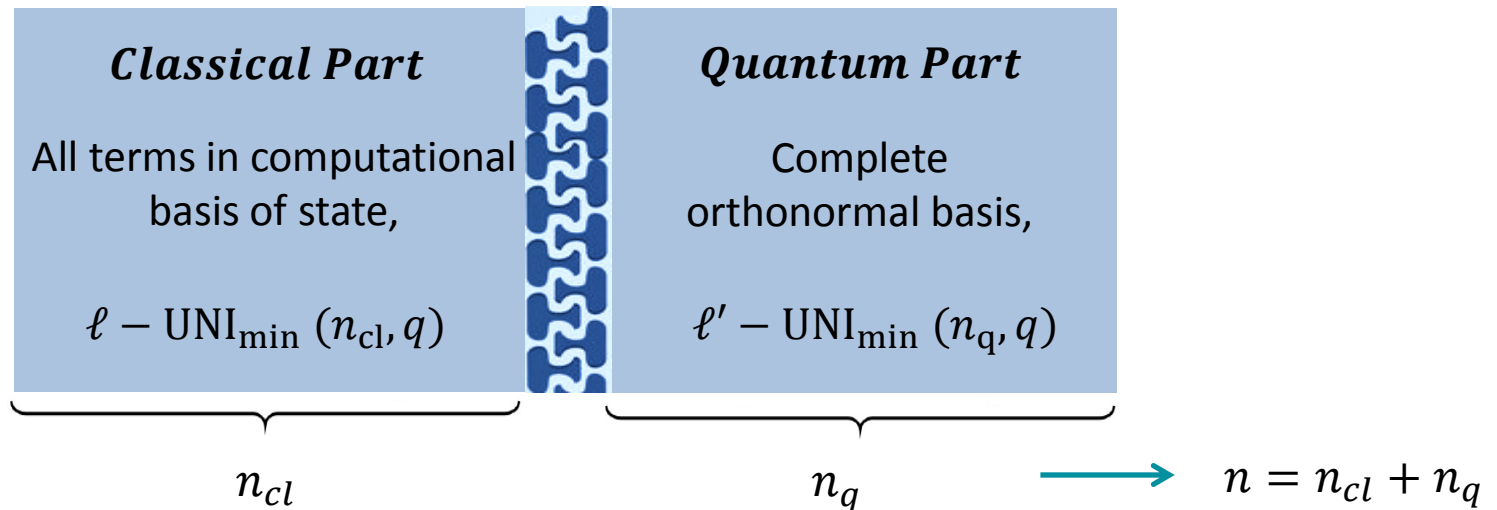 Classical Part
All terms in computational
basis of state,
ℓ − UNI_min (n_cl, q)
Quantum Part
Complete
orthonormal basis,
ℓ′ − UNI_min (n_q, q)
n_cl
n_q
n = n_cl + n_q